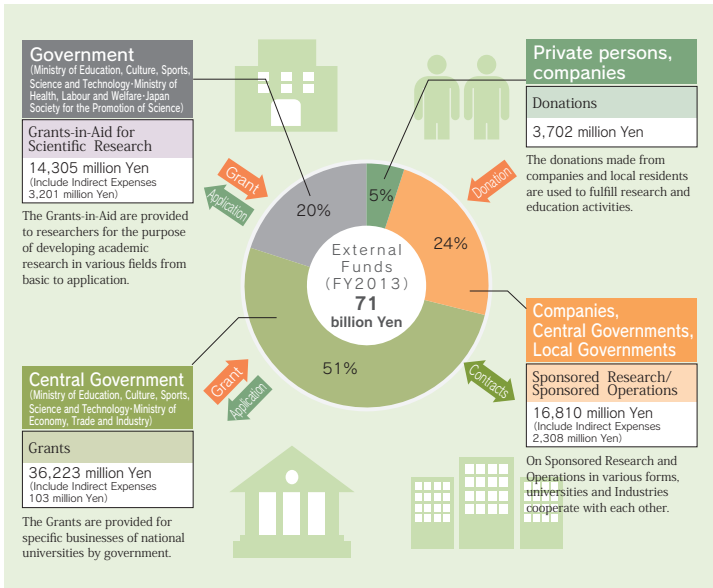 Government
(Ministry of Education, Culture, Sports,
Science and Technology·Ministry of
Health, Labour and Welfare·Japan
Society for the Promotion of Science)
Grants-in-Aid for
Scientific Research
14,305 million Yen
(Include Indirect Expenses
3,201 million Yen)
The Grants-in-Aid are provided
to researchers for the purpose
of developing academic
research in various fields from
basic to application.
Private persons,
companies
Donations
3,702 million Yen
The donations made from
companies and local residents
are used to fulfill research and
education activities.
Grant
Application
Donation
20%
5%
24%
51%
External
Funds
(FY2013)
71
billion Yen
Central Government
(Ministry of Education, Culture, Sports,
Science and Technology·Ministry of
Economy, Trade and Industry)
Grants
36,223 million Yen
(Include Indirect Expenses
103 million Yen)
The Grants are provided for
specific businesses of national
universities by government.
Grant
Application
Contracts
Companies,
Central Governments,
Local Governments
Sponsored Research/
Sponsored Operations
16,810 million Yen
(Include Indirect Expenses
2,308 million Yen)
On Sponsored Research and
Operations in various forms,
universities and Industries
cooperate with each other.